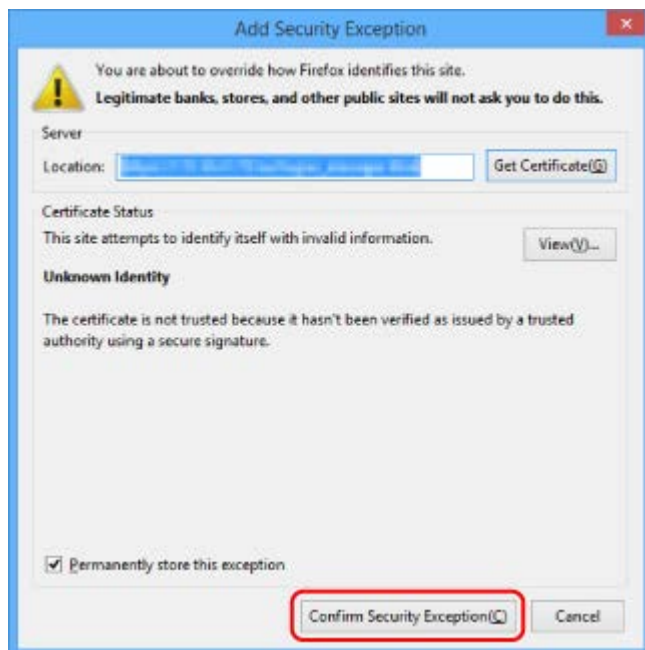 Add Security Exception
You are about to override how Firefox identifies this site.
Legitimate banks, stores, and other public sites will not ask you to do this.
Server
Location:
Get Certificate(G)
Certificate Status
This site attempts to identify itself with invalid information.
View(V)...
Unknown Identity
The certificate is not trusted because it hasn't been verified as issued by a trusted
authority using a secure signature.
Permanently store this exception
Confirm Security Exception(C)
Cancel